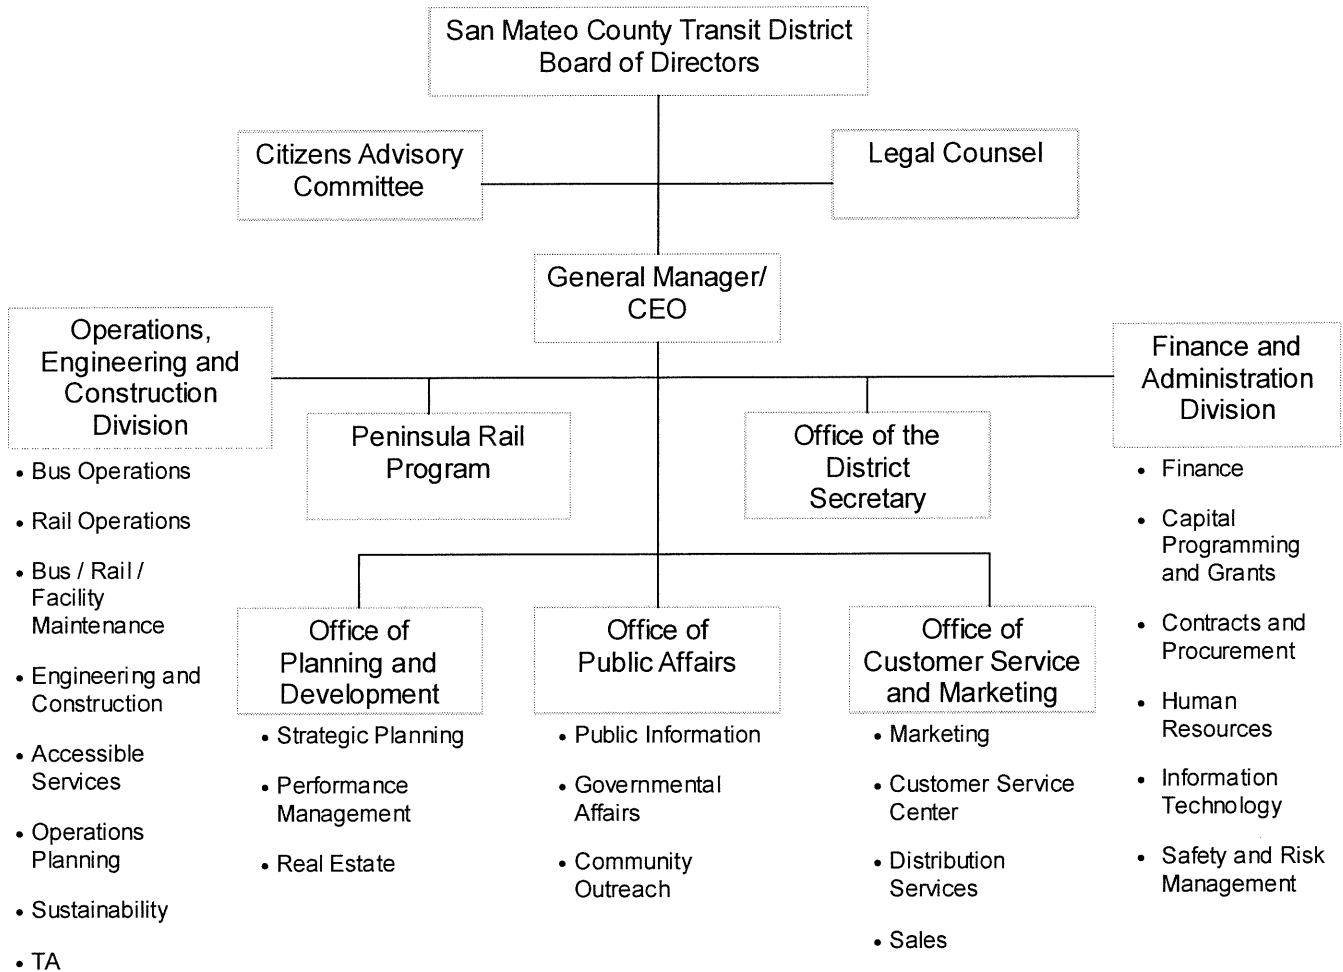 San Mateo County Transit District
Board of Directors
Citizens Advisory
Committee
Legal Counsel
General Manager/
CEO
Operations,
Engineering and
Construction
Division
Finance and
Administration
Division
Peninsula Rail
Program
Office of the
District
Secretary
• Bus Operations
• Rail Operations
• Bus / Rail /
Facility
Maintenance
• Engineering and
Construction
• Accessible
Services
• Operations
Planning
• Sustainability
• TA
Office of
Planning and
Development
• Strategic Planning
• Performance
Management
• Real Estate
Office of
Public Affairs
• Public Information
• Governmental
Affairs
• Community
Outreach
Office of
Customer Service
and Marketing
• Marketing
• Customer Service
Center
• Distribution
Services
• Sales
• Finance
• Capital
Programming
and Grants
• Contracts and
Procurement
• Human
Resources
• Information
Technology
• Safety and Risk
Management